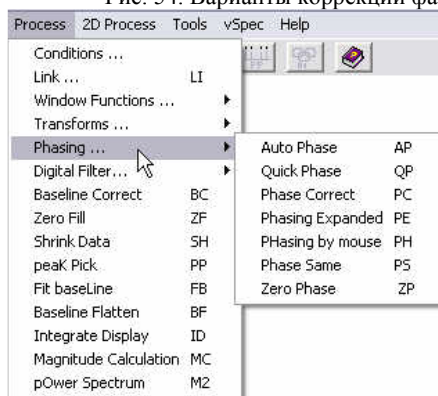 Рис. 54. Варианты коррекции фа
Process 2D Process Tools vSpec Help
Conditions ...
Link ... LI
Window Functions ...
Transforms ...
Phasing ...
Digital Filter...
Baseline Correct BC
Zero Fill ZF
Shrink Data SH
peaK Pick PP
Fit baseLine FB
Baseline Flatten BF
Integrate Display ID
Magnitude Calculation MC
pOwer Spectrum M2
Auto Phase AP
Quick Phase QP
Phase Correct PC
Phasing Expanded PE
PHasing by mouse PH
Phase Same PS
Zero Phase ZP